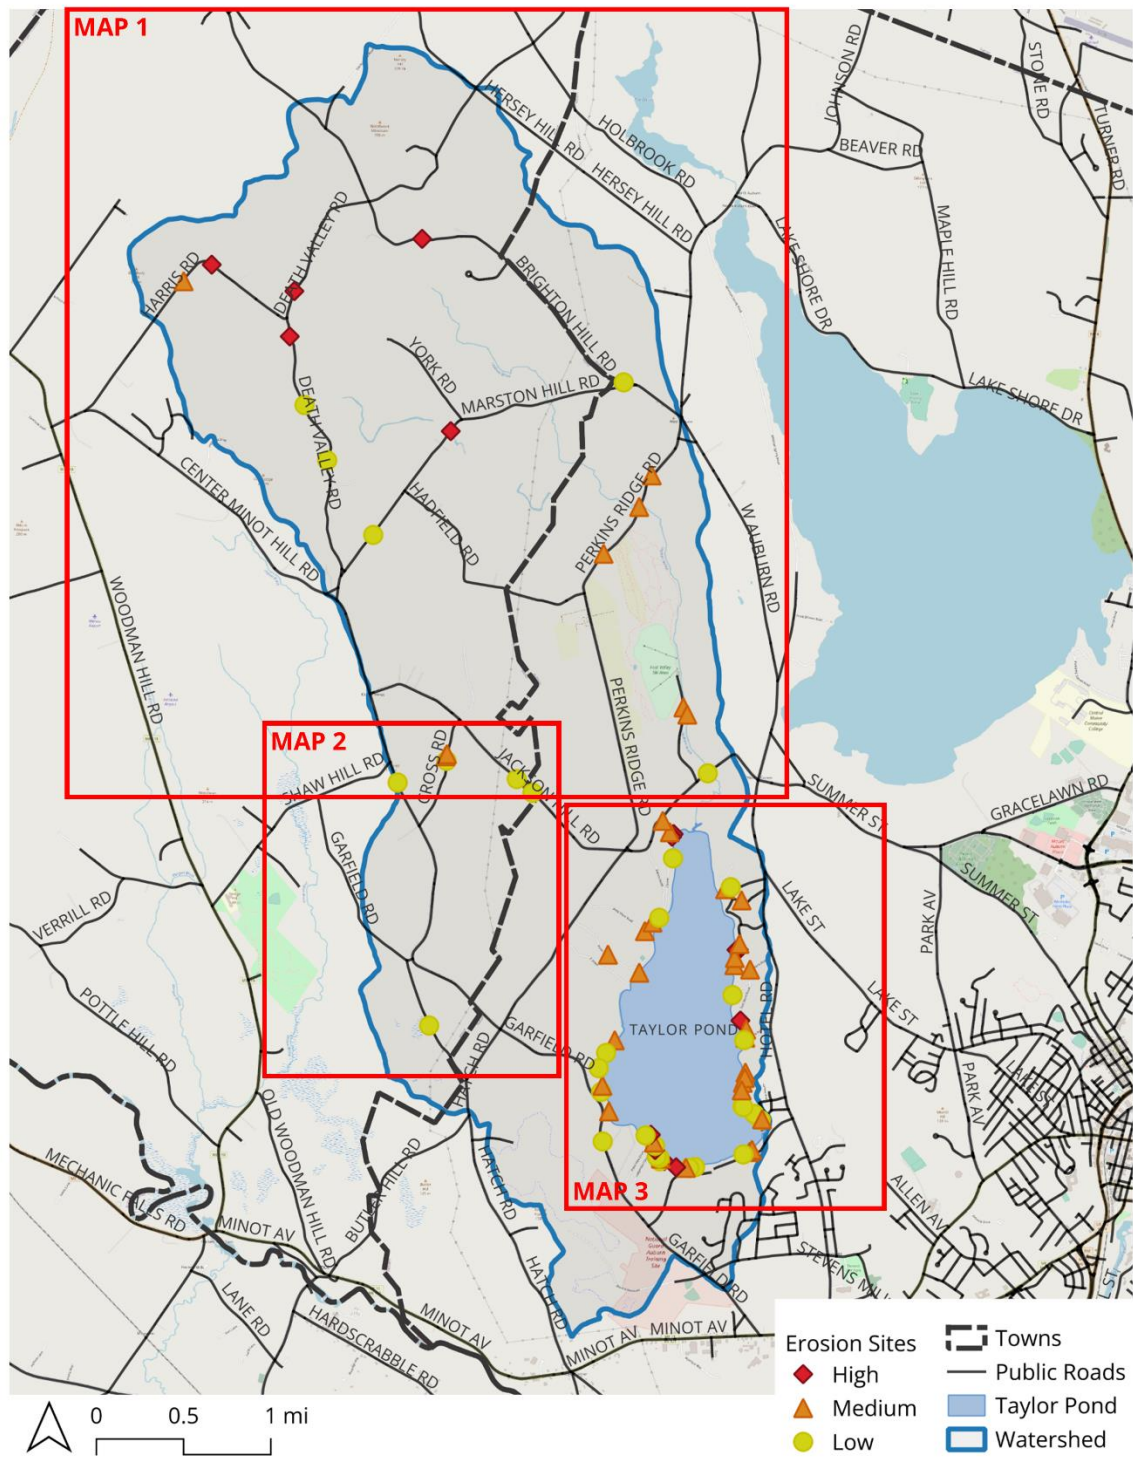 MAP 1
HERSEY HILL RD
HOLBROOK RD
HERSEY HILL RD
JOHNSON RD
STONE RD
TURNER RD
BEAVER RD
MAPLE HILL RD
LAKE SHORE DR
LAKE SHORE DR
DEATH VALLEY RD
HARRIS RD
BRIGHTON HILL RD
YORK RD
MARSTON HILL RD
DEATH VALLEY RD
CENTER MINOT HILL RD
HADFIELD RD
PERKINS RIDGE RD
W AUBURN RD
WOODMAN HILL RD
PERKINS RIDGE RD
MAP 2
SHAW HILL RD
CROSS RD
JACKSON HILL RD
SUMMER ST
GRACELAWN RD
SUMMER ST
GARFIELD RD
VERRILL RD
LAKE ST
PARK AV
POTTLE HILL RD
TAYLOR POND
HOTEL RD
LAKE ST
GARFIELD RD
HATCH RD
PARK AV
LAKE ST
OLD WOODMAN HILL RD
MECHANIC FALLS RD
BUTLER HILL RD
HATCH RD
MAP 3
ALLEN AV
MINOT AV
GARFIELD RD
STEVENS MIL
LANE RD
HARDSCRABBLE RD
MINOT AV
HATCH RD
MINOT AV
MINOT AV
ST
Erosion Sites
High
Medium
Low
Towns
Public Roads
Taylor Pond
Watershed
0 0.5 1 mi